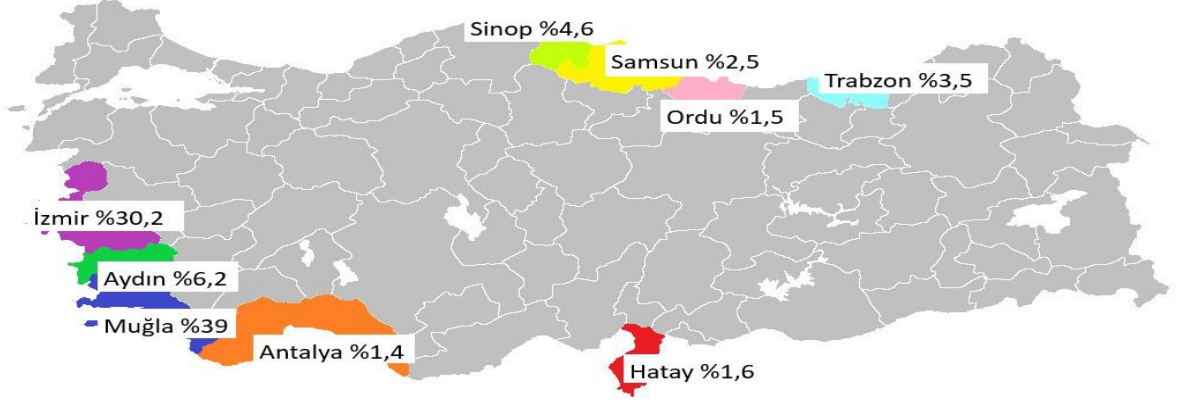 Sinop %4,6
Samsun %2,5
Trabzon %3,5
Ordu %1,5
İzmir %30,2
Aydın %6,2
Muğla %39
Antalya %1,4
Hatay %1,6